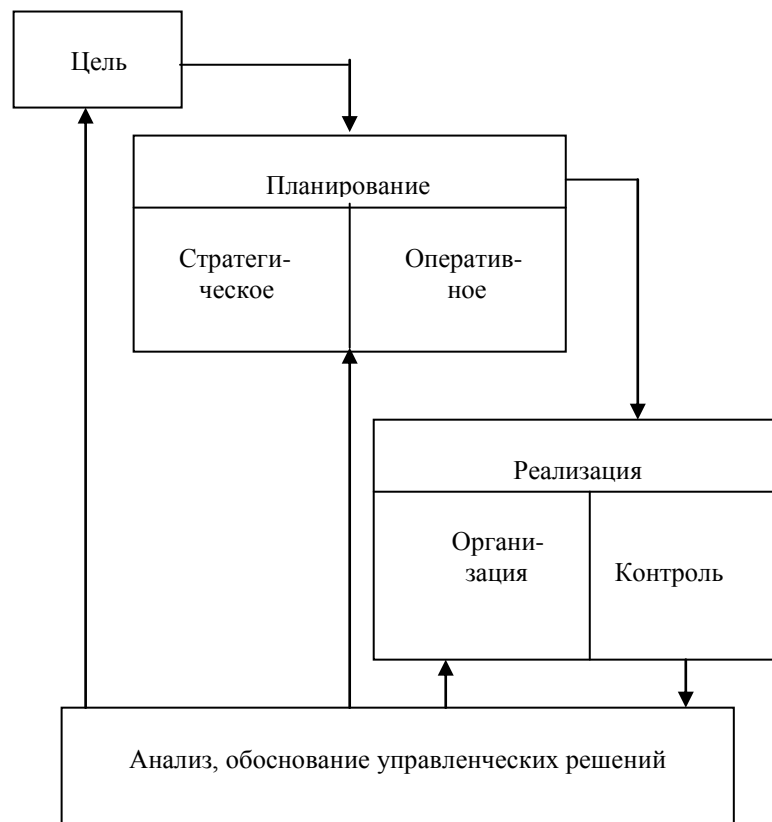 Цель
Планирование
Стратеги-
ческое
Оператив-
ное
Реализация
Органи-
зация
Контроль
Анализ, обоснование управленческих решений